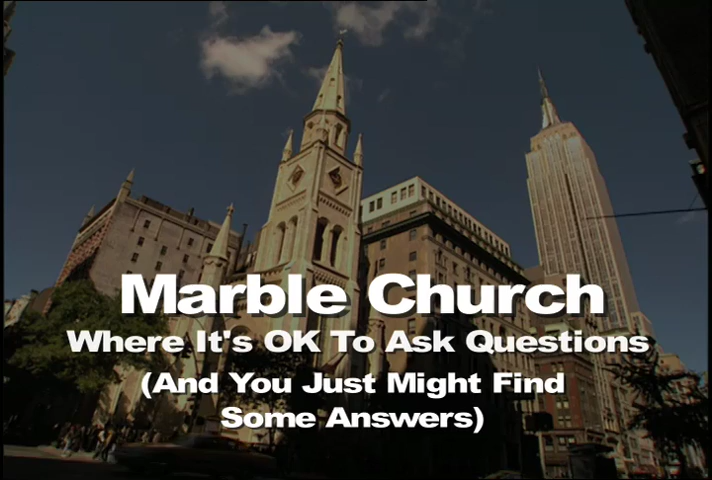 Marble Church
Where It's OK To Ask Questions
(And You Just Might Find
Some Answers)